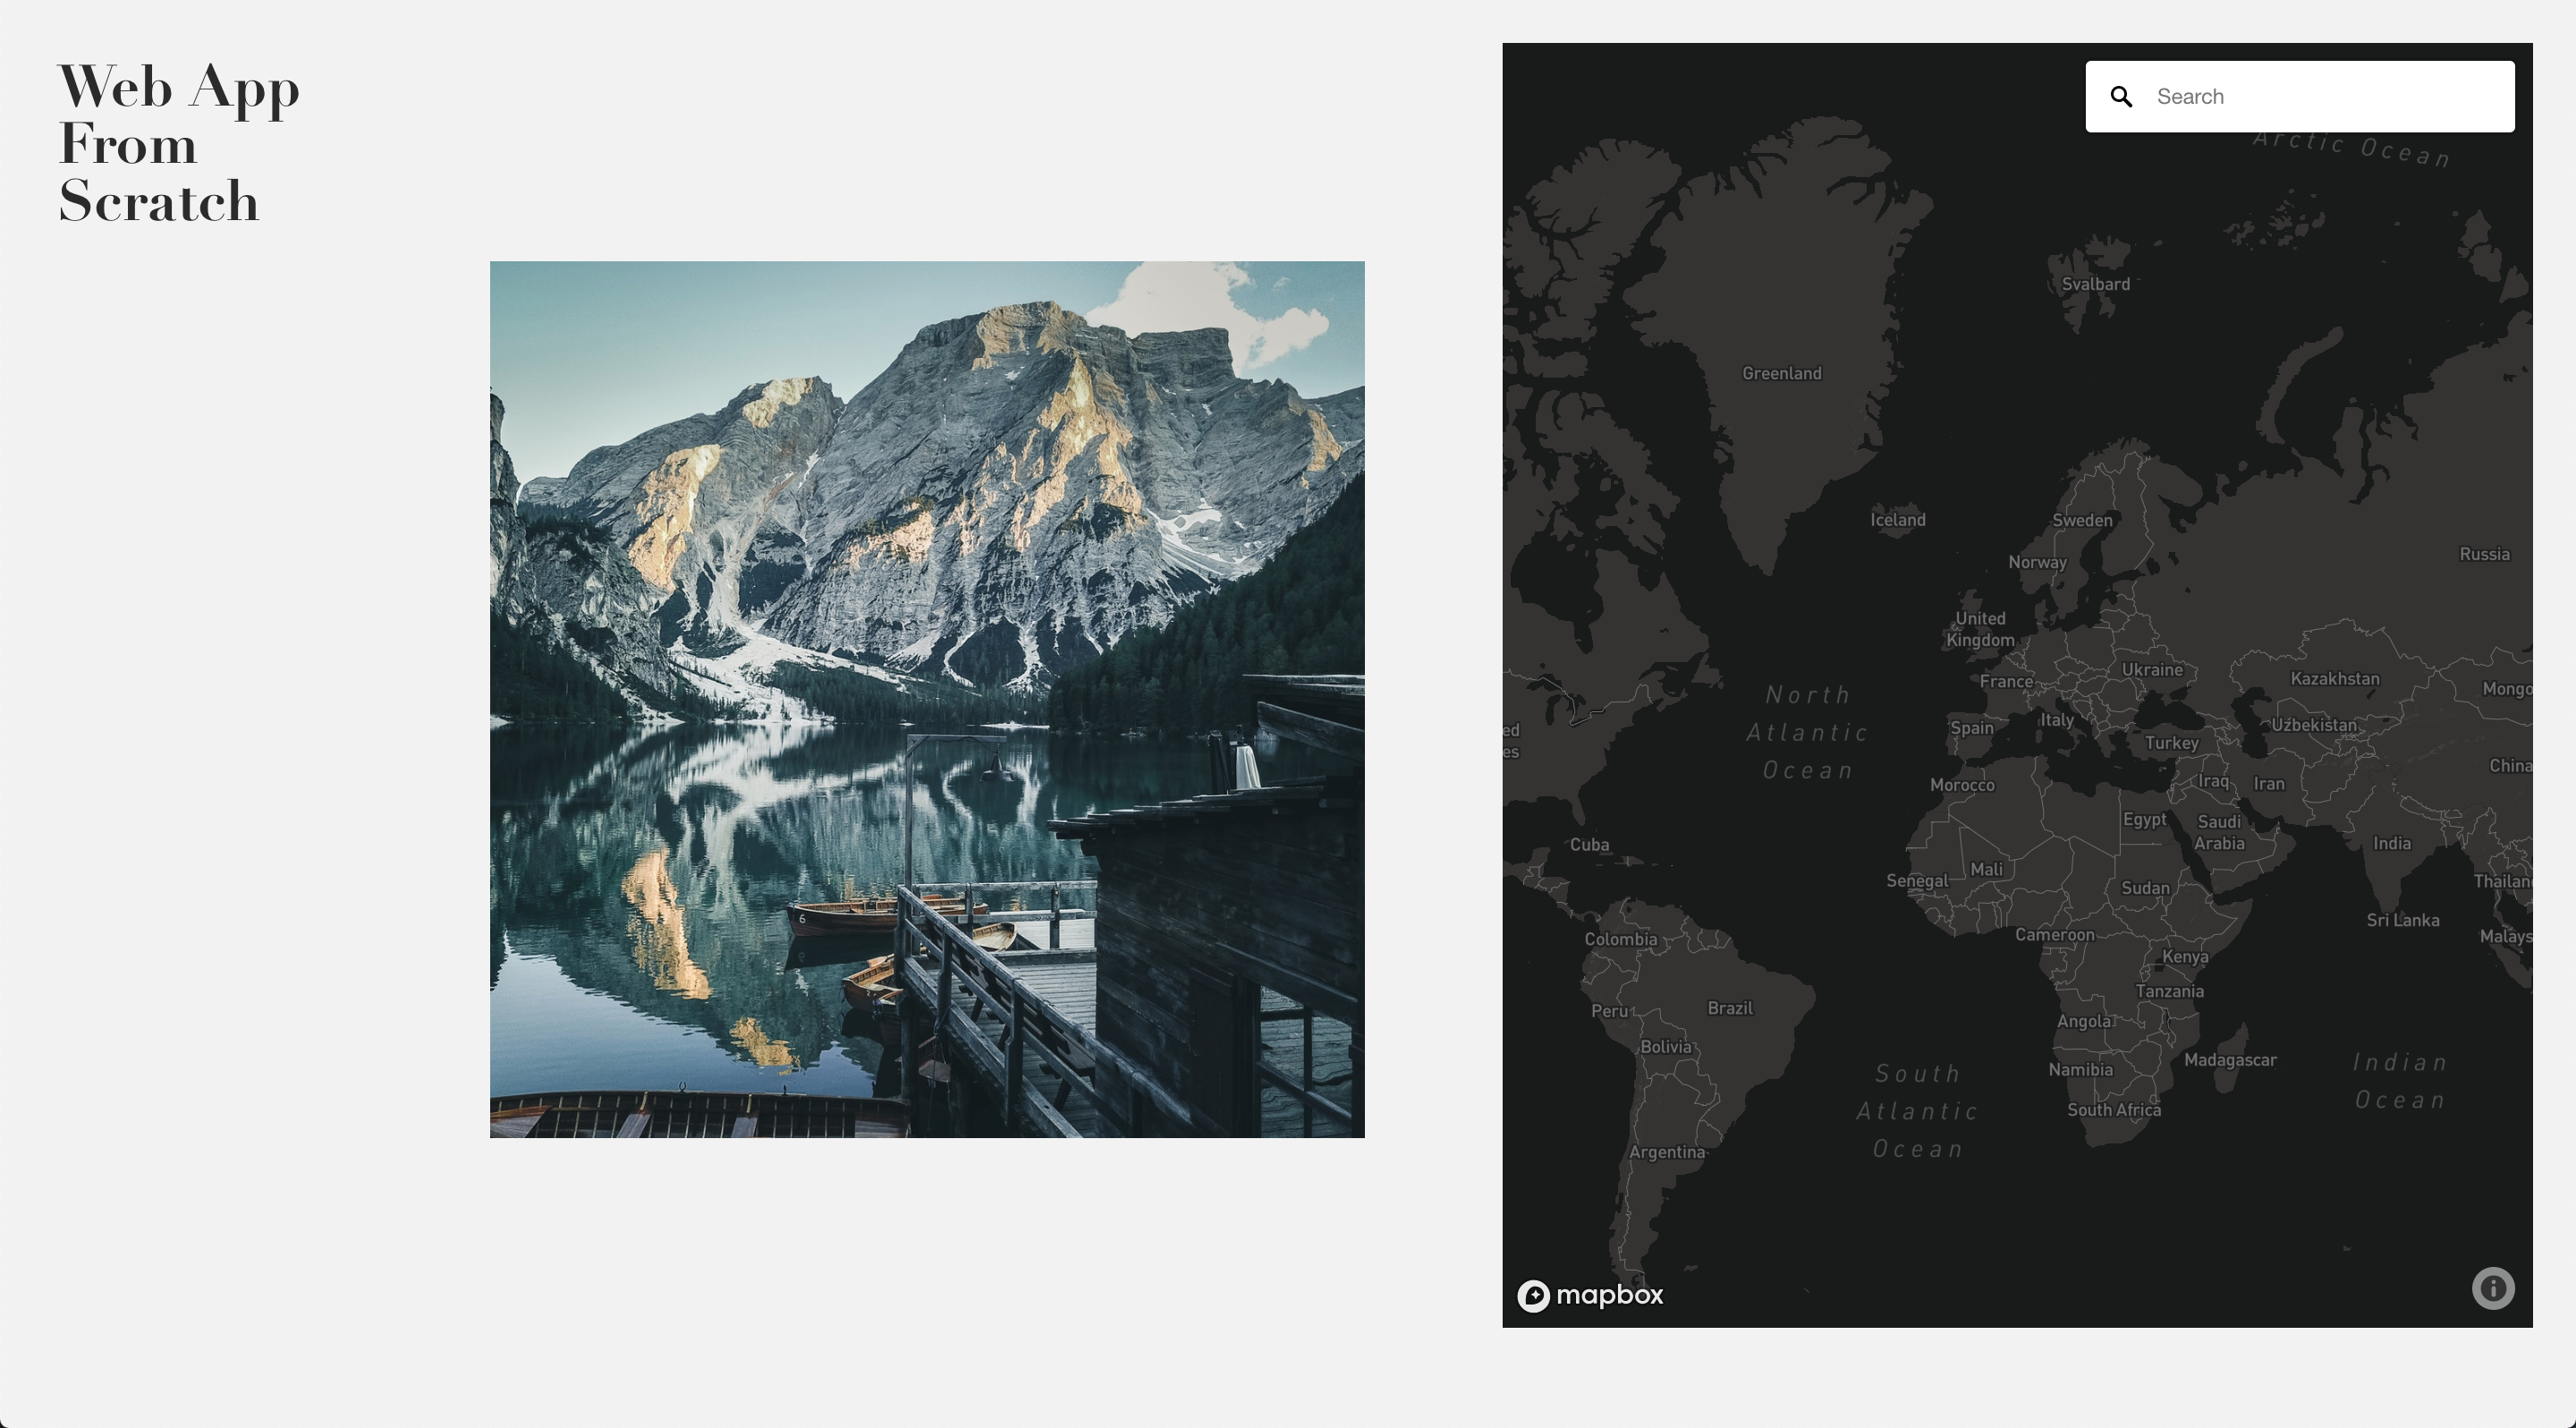 Web App
From
Scratch
Search
Arctic Ocean
Svalbard
Greenland
Iceland
Sweden
Norway
Russia
United
Kingdom
Ukraine
France
Kazakhstan
Mongo
North
Atlantic
Ocean
ed
es
Spain
Italy
Uzbekistan
Turkey
China
Morocco
Iraq
Iran
Egypt
Saudi
Arabia
Cuba
India
Mali
Senegal
Sudan
Thailand
Sri Lanka
Colombia
Cameroon
Malays
Kenya
Tanzania
Peru
Brazil
Angola
Bolivia
Namibia
Madagascar
Indian
Ocean
South
Atlantic
Ocean
South Africa
Argentina
6
mapbox